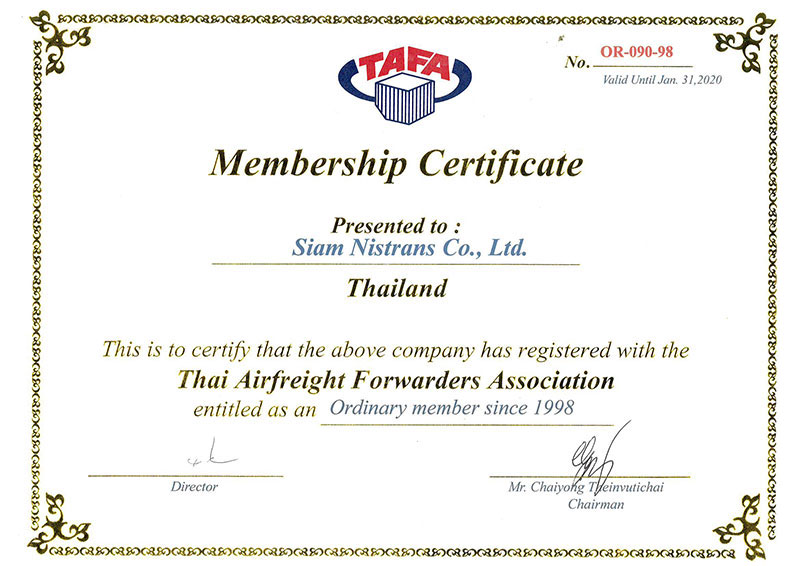 TAFA
No. OR-090-98
Valid Until Jan. 31,2020
Membership Certificate
Presented to :
Siam Nistrans Co., Ltd.
Thailand
This is to certify that the above company has registered with the
Thai Airfreight Forwarders Association
entitled as an Ordinary member since 1998
Director
Mr. Chaiyong Theinvutichai
Chairman